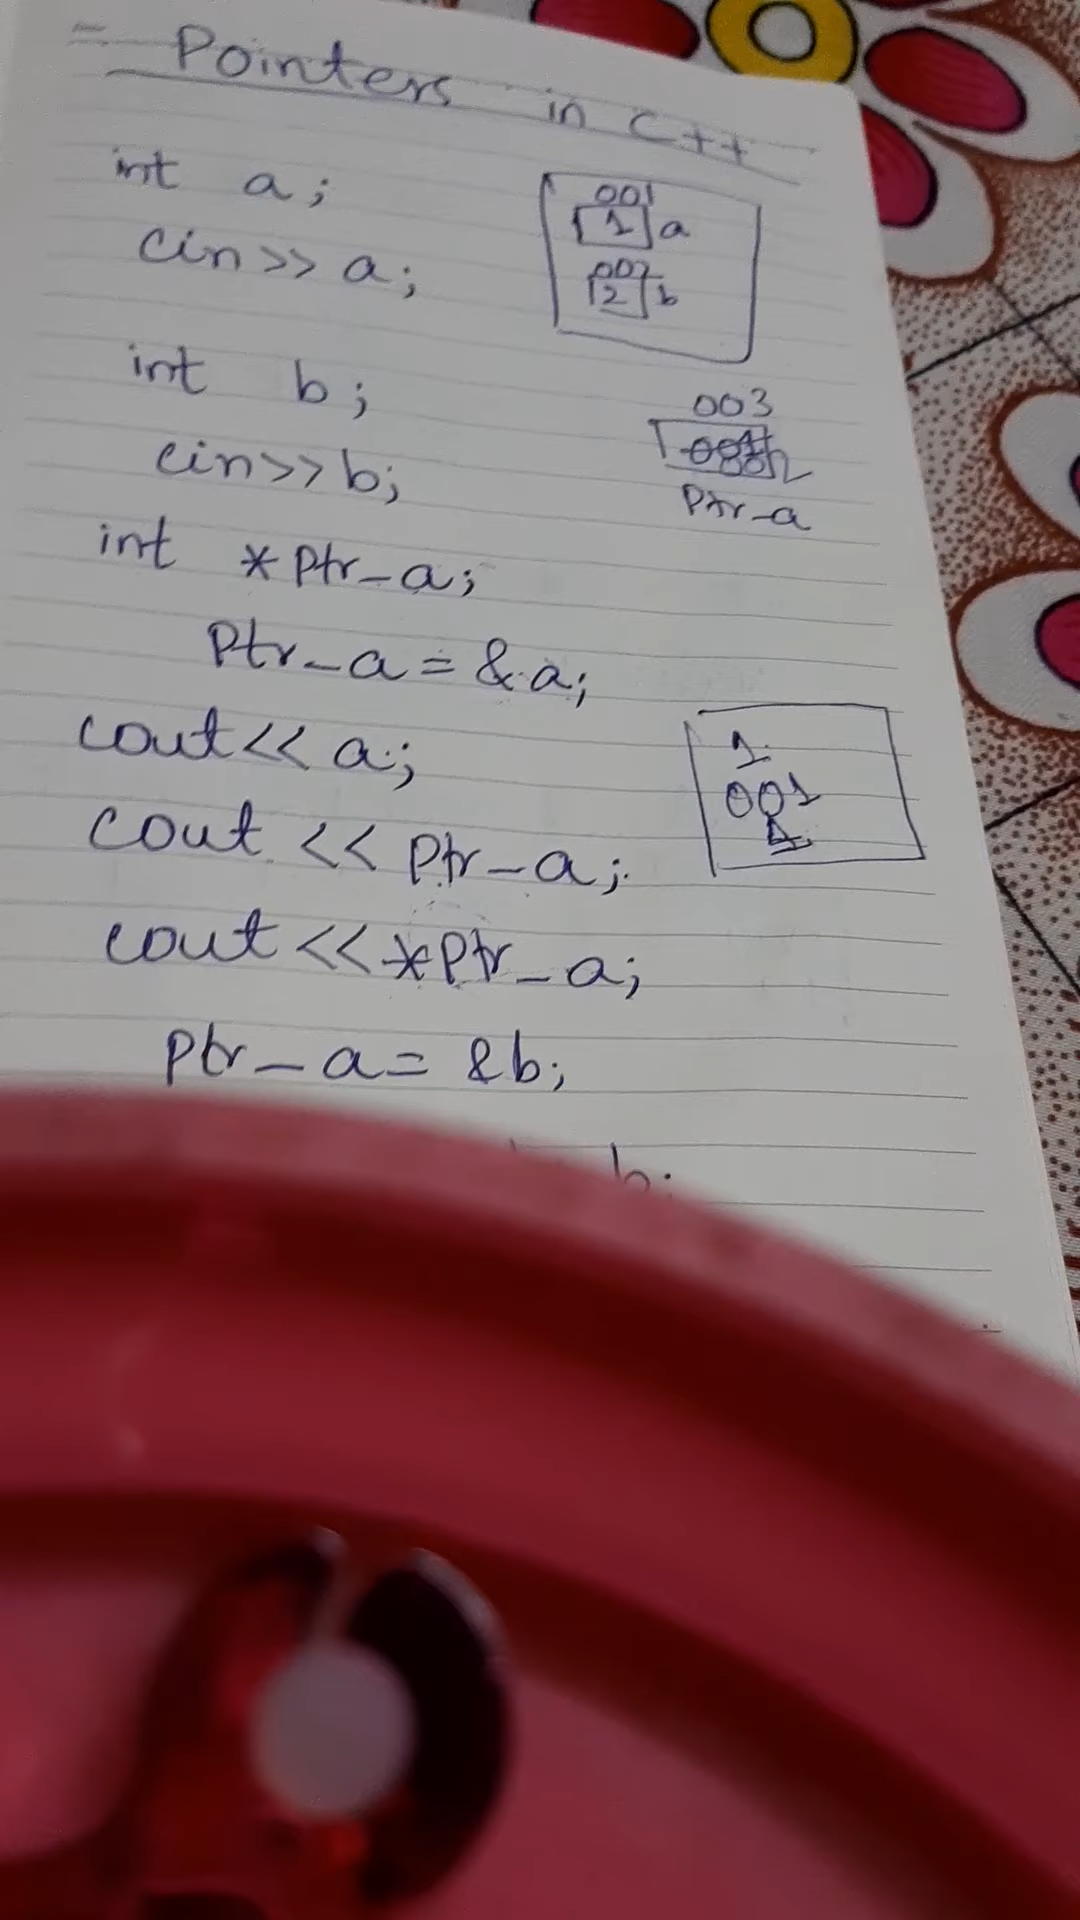 = Pointers in C++
int a;
cin>> a;
int b;
cin>> b;
int *Ptr_a;
Ptr_a = &a;
cout<< a;
cout << Ptr_a;
cout <<*Ptr_a;
Ptr_a= &b;
b;
001
1 a
002
2 b
003
Ptr_a
1
001
1